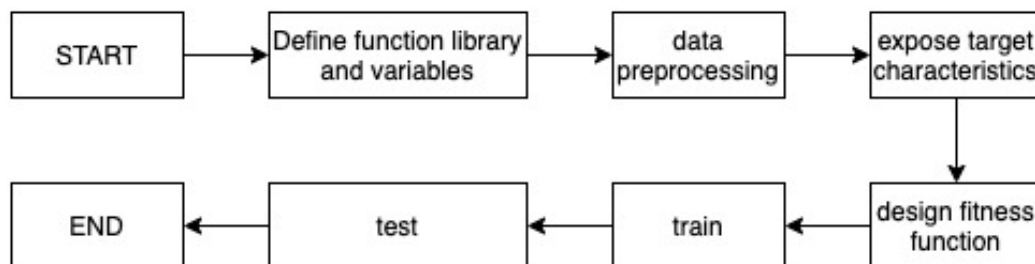 START
Define function library
and variables
data
preprocessing
expose target
characteristics
design fitness
function
train
test
END